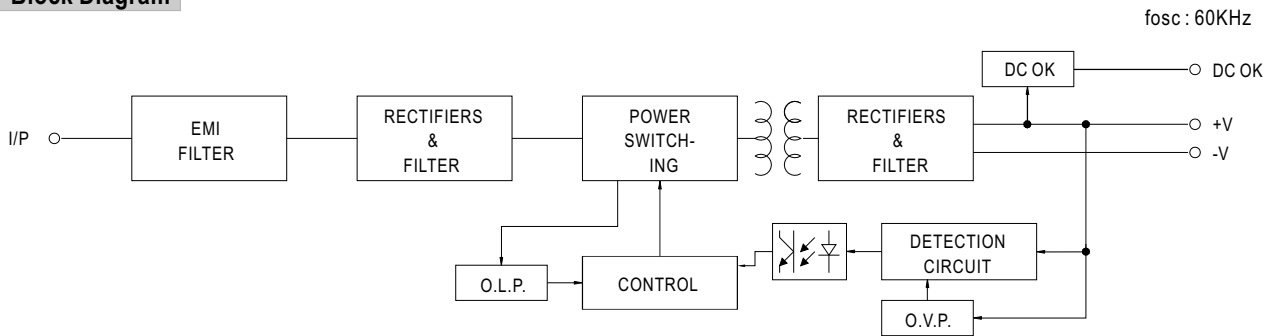 Block Diagram
fosc : 60KHz
I/P
EMI
FILTER
RECTIFIERS
&
FILTER
POWER
SWITCH-
ING
RECTIFIERS
&
FILTER
DC OK
DC OK
+V
-V
O.L.P.
CONTROL
DETECTION
CIRCUIT
O.V.P.